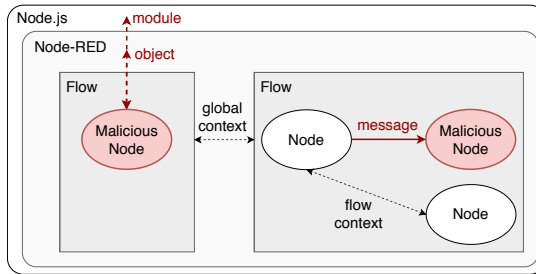 Node.js
module
Node-RED
object
Flow
Flow
global
context
Malicious
Node
Node
message
Malicious
Node
flow
context
Node